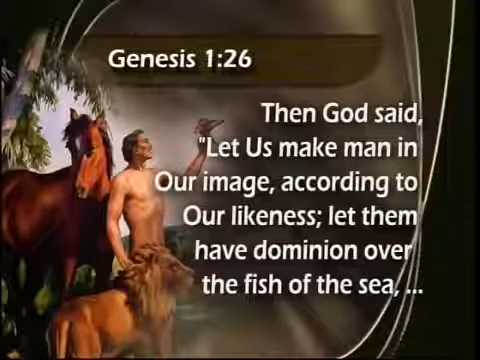 Genesis 1:26
Then God said,
"Let Us make man in
Our image, according to
Our likeness; let them
have dominion over
the fish of the sea, ...